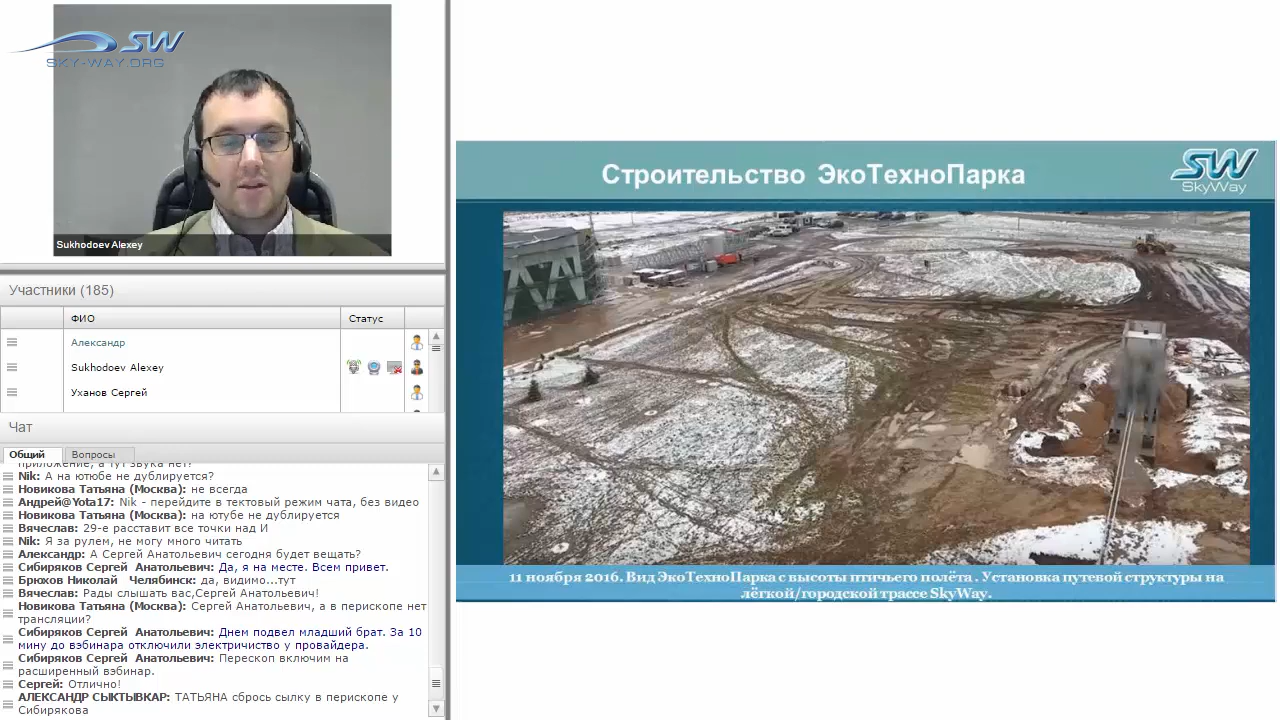 SW
SKY-WAY.ORG
Sukhodoev Alexey
Участники (185)
ФИО
Статус
Александр
Sukhodoev Alexey
Уханов Сергей
Чат
Общий
Вопросы
приложение, а тут звука нет?
Nik: А на ютюбе не дублируется?
Новикова Татьяна (Москва): не всегда
Андрей@Yota17: Nik - перейдите в тектовый режим чата, без видео
Новикова Татьяна (Москва): на ютубе не дублируется
Вячеслав: 29-е расставит все точки над И
Nik: Я за рулем, не могу много читать
Александр: А Сергей Анатольевич сегодня будет вещать?
Сибиряков Сергей Анатольевич: Да, я на месте. Всем привет.
Брюхов Николай Челябинск: да, видимо...тут
Вячеслав: Рады слышать вас,Сергей Анатольевич!
Новикова Татьяна (Москва): Сергей Анатольевич, а в перископе нет
трансляции?
Сибиряков Сергей Анатольевич: Днем подвел младший брат. За 10
мину до вэбинара отключили электричиство у провайдера.
Сибиряков Сергей Анатольевич: Перескоп включим на
расширенный вэбинар.
Сергей: Отлично!
АЛЕКСАНДР СЫКТЫВКАР: ТАТЬЯНА сбрось сылку в перископе у
Сибирякова
Строительство ЭкоТехноПарка
SW
SkyWay
11 ноября 2016. Вид ЭкоТехноПарка с высоты птичьего полёта . Установка путевой структуры на
лёгкой/городской трассе SkyWay.